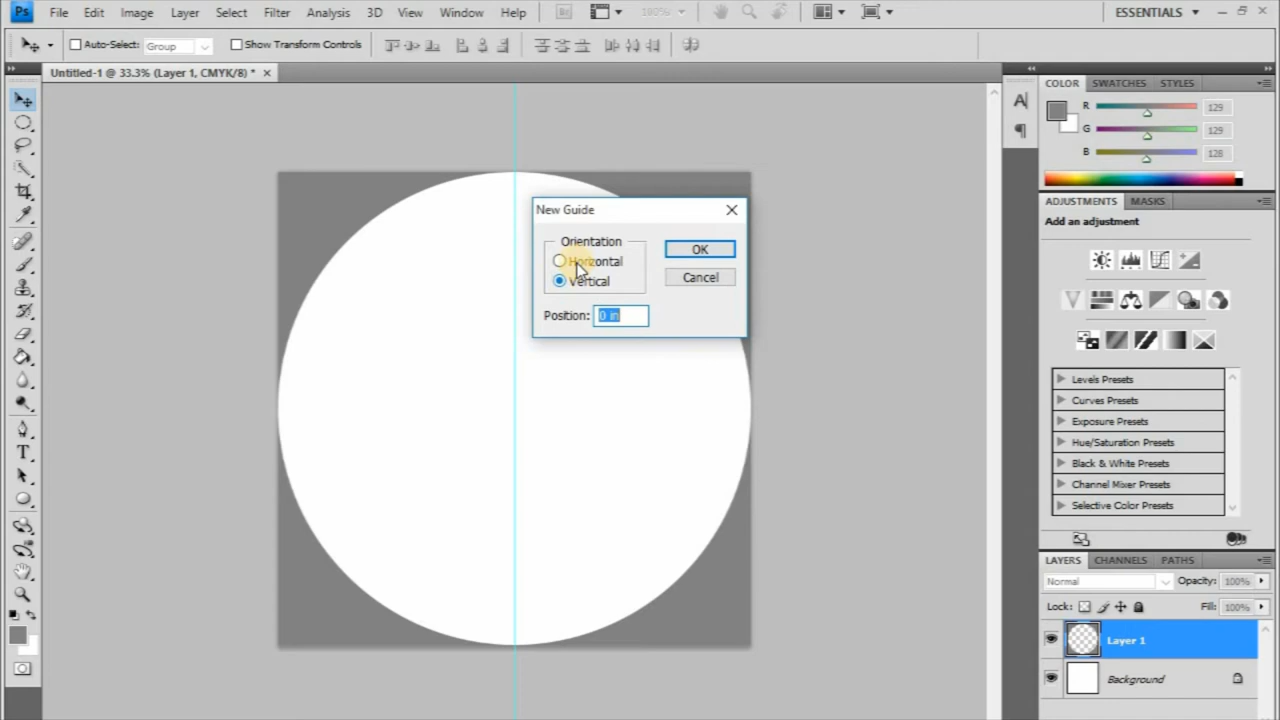 Ps File Edit Image Layer Select Filter Analysis 3D View Window Help Br 100% ESSENTIALS
Auto-Select: Group Show Transform Controls
Untitled-1 @ 33.3% (Layer 1, CMYK/8) * ×
COLOR SWATCHES STYLES
R 129
G 129
B 128
ADJUSTMENTS MASKS
Add an adjustment
New Guide
Orientation
Horizontal
Vertical
OK
Cancel
Position: 0 in
Levels Presets
Curves Presets
Exposure Presets
Hue/Saturation Presets
Black & White Presets
Channel Mixer Presets
Selective Color Presets
LAYERS CHANNELS PATHS
Normal Opacity: 100%
Lock: Fill: 100%
Layer 1
Background